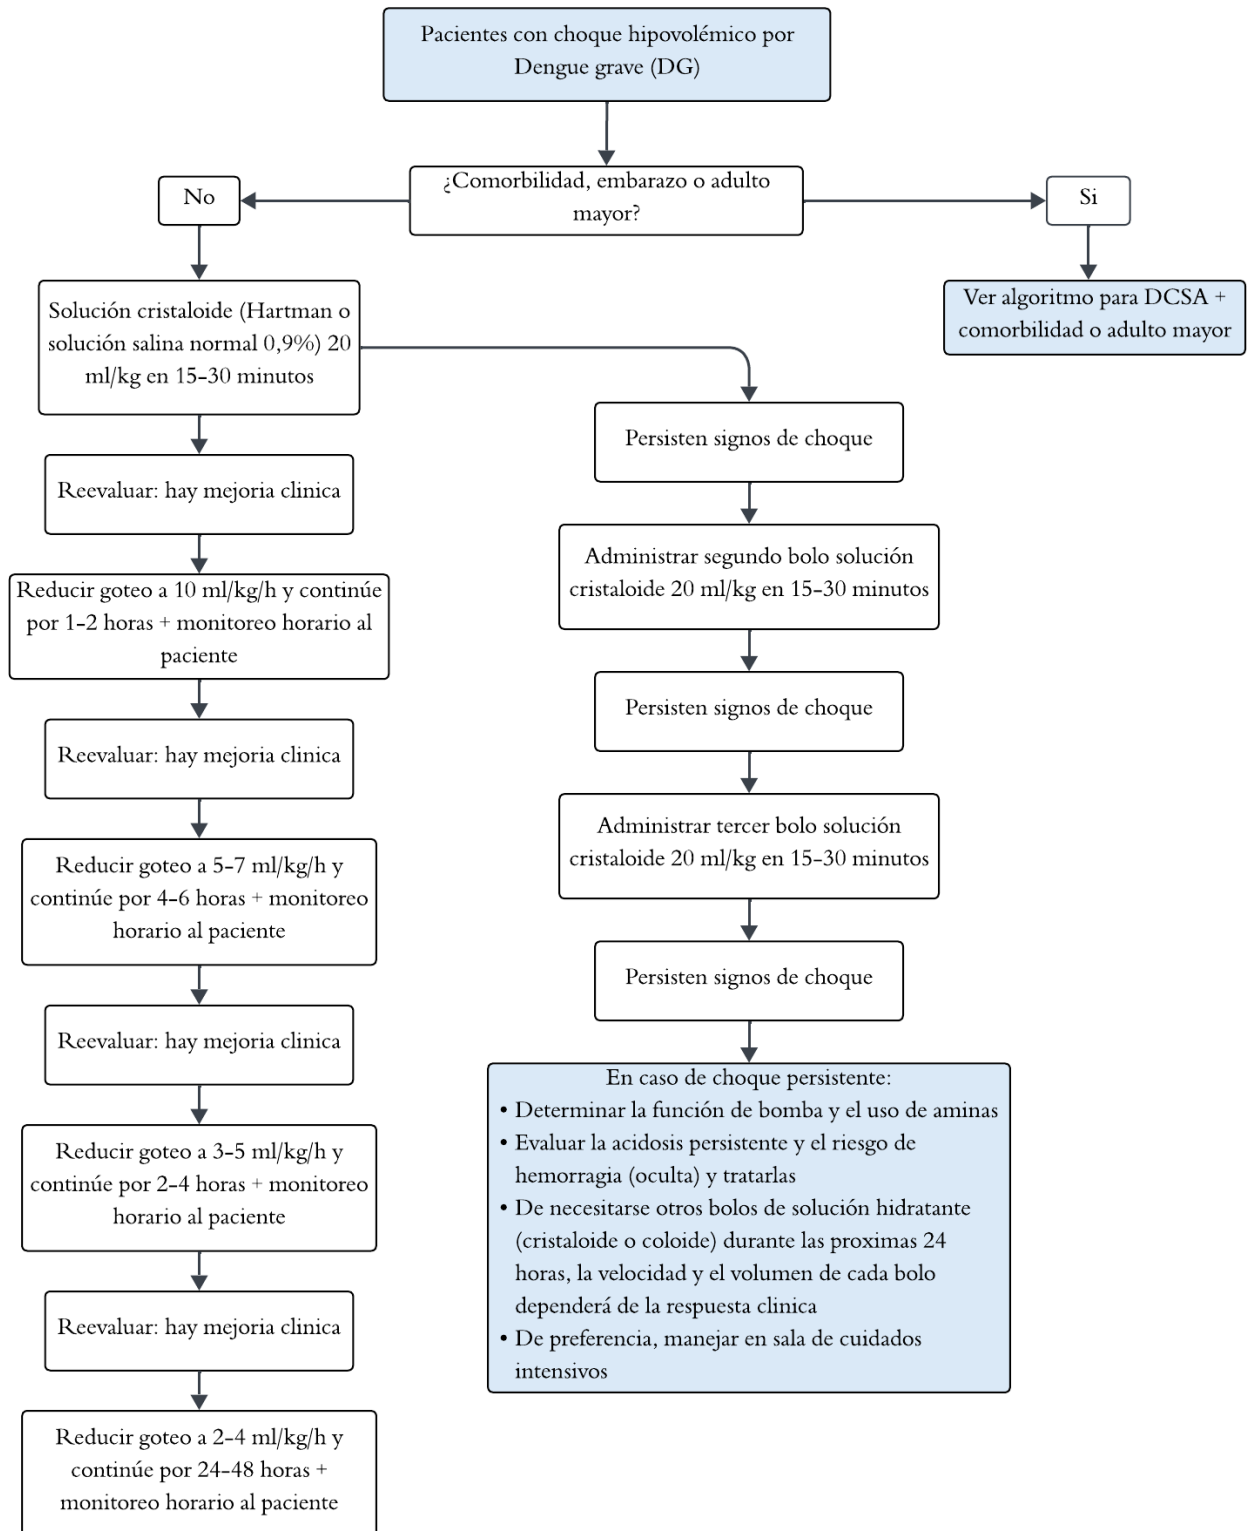 Pacientes con choque hipovolémico por
Dengue grave (DG)
¿Comorbilidad, embarazo o adulto
mayor?
No
Si
Solución cristaloide (Hartman o
solución salina normal 0,9%) 20
ml/kg en 15-30 minutos
Ver algoritmo para DCSA +
comorbilidad o adulto mayor
Reevaluar: hay mejoria clinica
Reducir goteo a 10 ml/kg/h y continúe
por 1-2 horas + monitoreo horario al
paciente
Reevaluar: hay mejoria clinica
Reducir goteo a 5-7 ml/kg/h y
continúe por 4-6 horas + monitoreo
horario al paciente
Reevaluar: hay mejoria clinica
Reducir goteo a 3-5 ml/kg/h y
continúe por 2-4 horas + monitoreo
horario al paciente
Reevaluar: hay mejoria clinica
Reducir goteo a 2-4 ml/kg/h y
continúe por 24-48 horas +
monitoreo horario al paciente
Persisten signos de choque
Administrar segundo bolo solución
cristaloide 20 ml/kg en 15-30 minutos
Persisten signos de choque
Administrar tercer bolo solución
cristaloide 20 ml/kg en 15-30 minutos
Persisten signos de choque
En caso de choque persistente:
• Determinar la función de bomba y el uso de aminas
• Evaluar la acidosis persistente y el riesgo de
hemorragia (oculta) y tratarlas
• De necesitarse otros bolos de solución hidratante
(cristaloide o coloide) durante las proximas 24
horas, la velocidad y el volumen de cada bolo
dependerá de la respuesta clinica
• De preferencia, manejar en sala de cuidados
intensivos